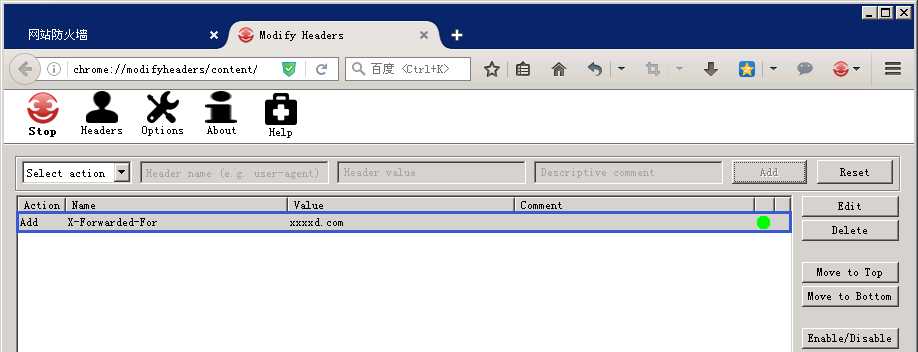 网站防火墙 Modify Headers
chrome://modifyheaders/content/ 百度 <Ctrl+K>
Stop Headers Options About Help
Select action Header name (e.g. user-agent) Header value Descriptive comment Add Reset
Action Name Value Comment Edit
Add X-Forwarded-For xxxxd.com
Delete
Move to Top
Move to Bottom
Enable/Disable